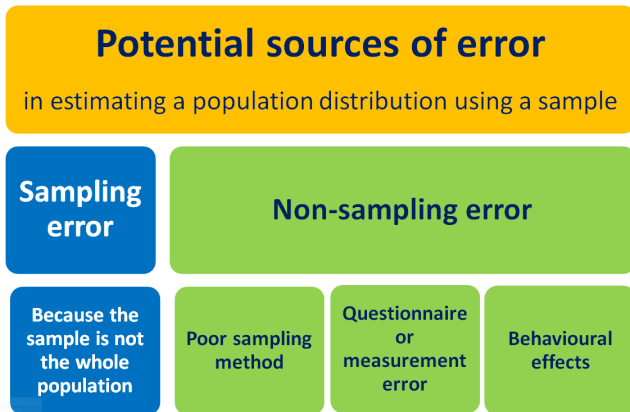 Potential sources of error
in estimating a population distribution using a sample
Sampling
error
Non-sampling error
Because the
sample is not
the whole
population
Poor sampling
method
Questionnaire
or
measurement
error
Behavioural
effects